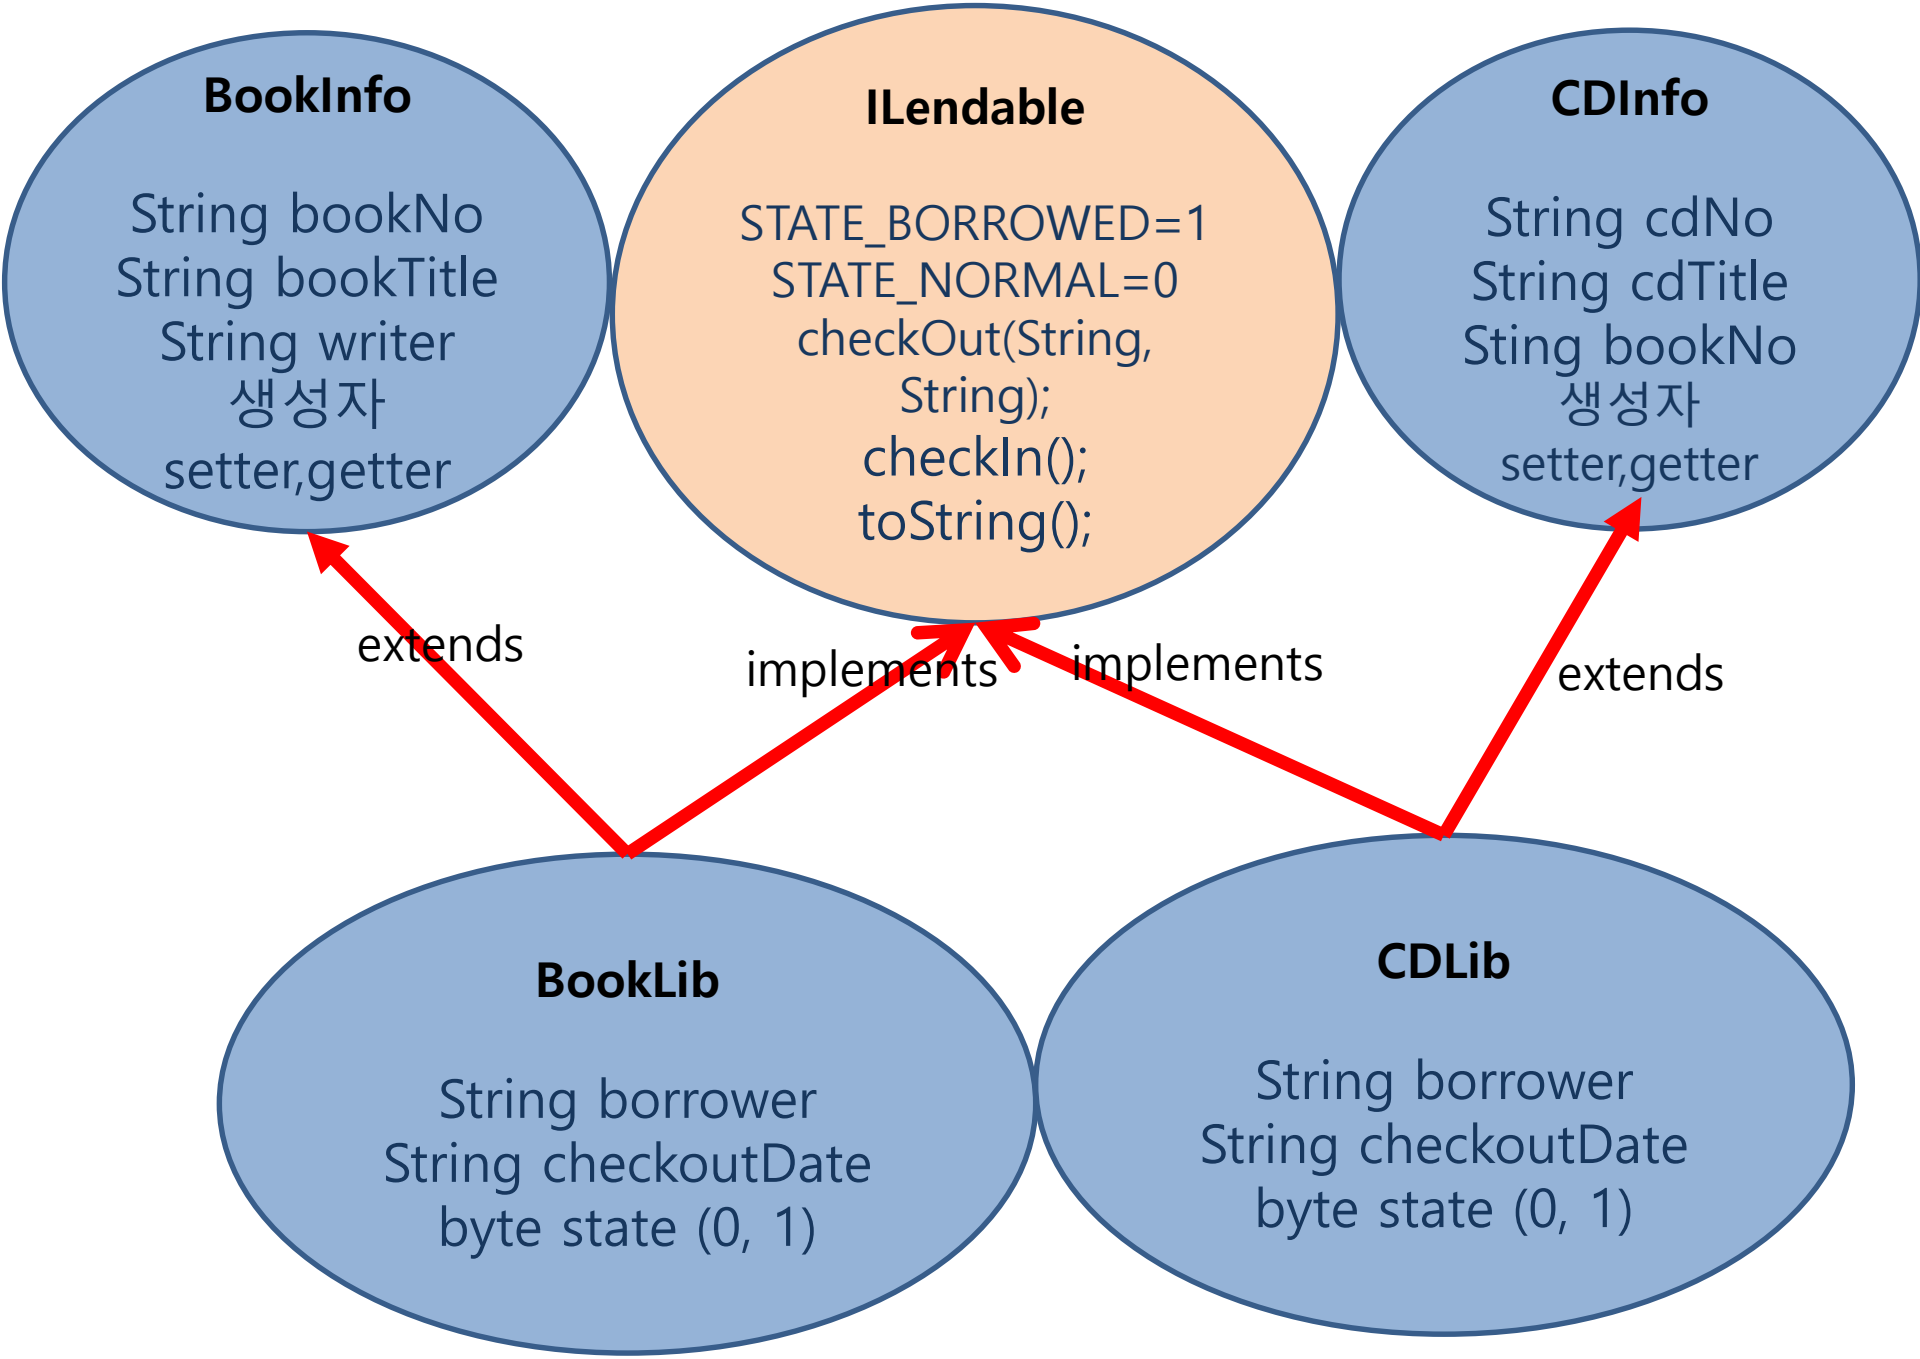 BookInfo
String bookNo
String bookTitle
String writer
생성자
setter,getter
ILendable
STATE_BORROWED=1
STATE_NORMAL=0
checkOut(String,
String);
checkIn();
toString();
CDInfo
String cdNo
String cdTitle
Sting bookNo
생성자
setter,getter
extends
implements
implements
extends
BookLib
String borrower
String checkoutDate
byte state (0, 1)
CDLib
String borrower
String checkoutDate
byte state (0, 1)